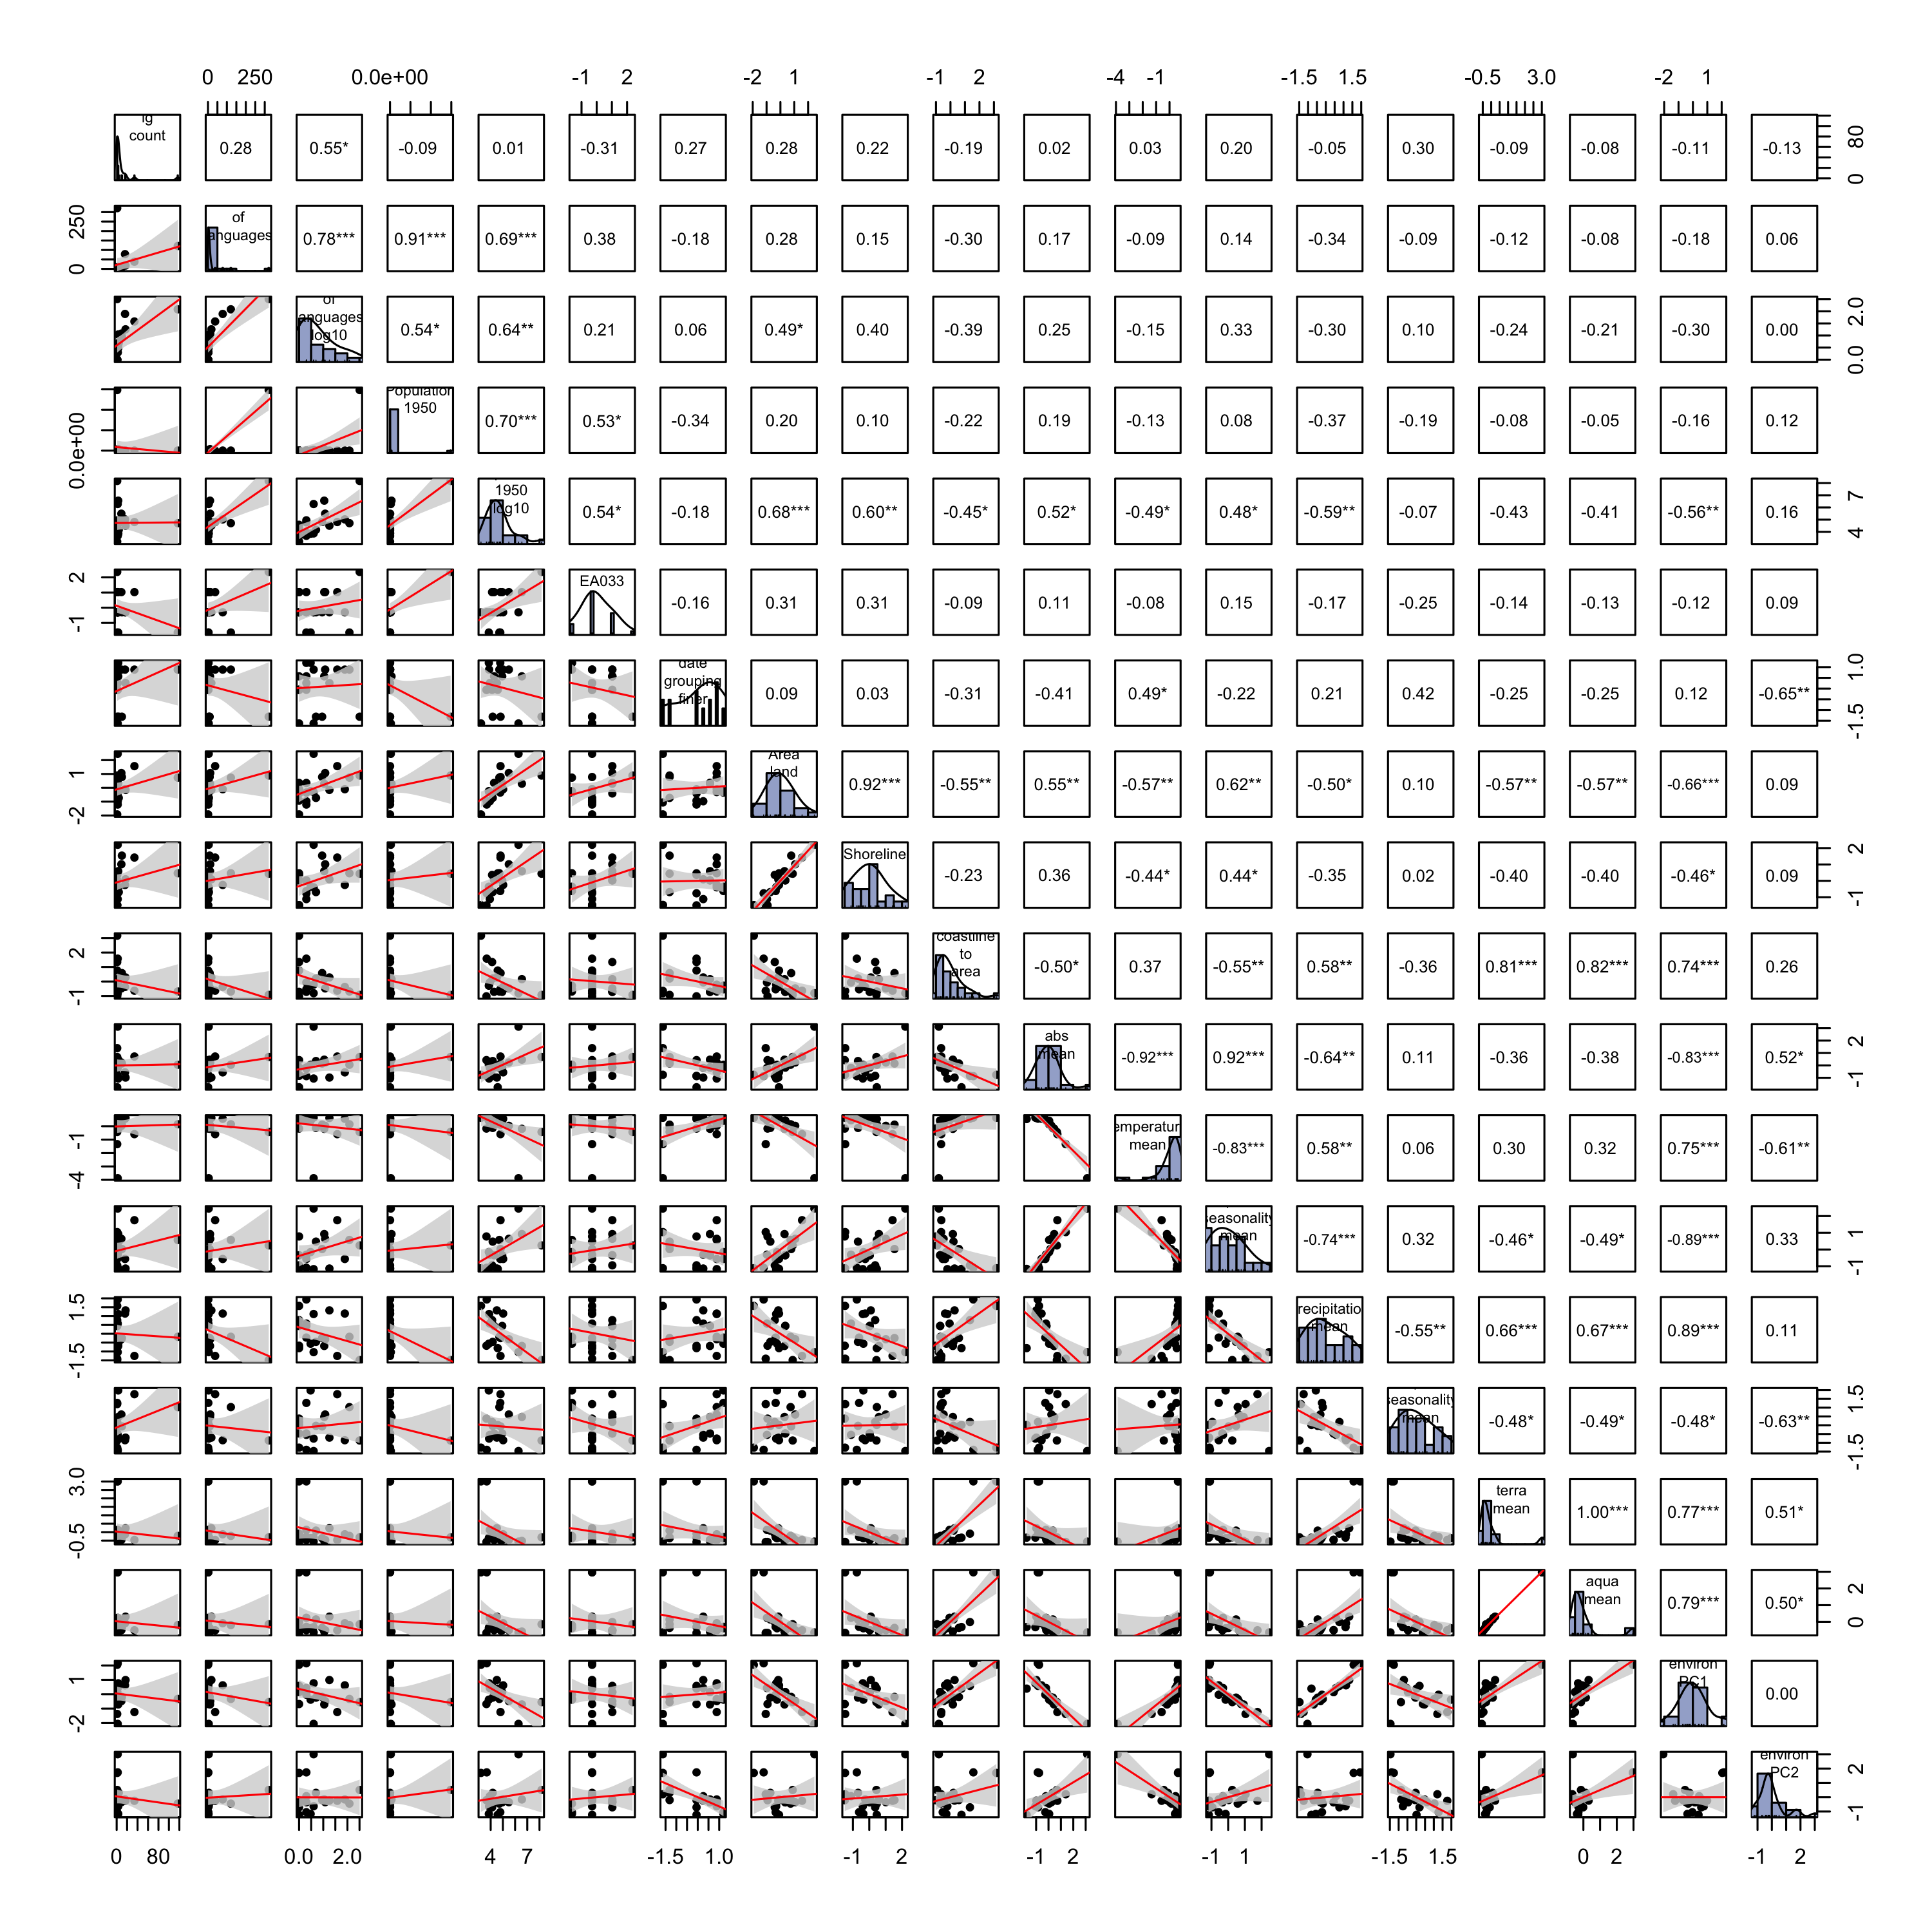 0 250 0.0e+00 -1 2 -2 1 -1 2 -4 -1 -1.5 1.5 -0.5 3.0 -2 1
count 0.28 0.55* -0.09 0.01 -0.31 0.27 0.28 0.22 -0.19 0.02 0.03 0.20 -0.05 0.30 -0.09 -0.08 -0.11 -0.13 0 80
0 250 of
anguages 0.78*** 0.91*** 0.69*** 0.38 -0.18 0.28 0.15 -0.30 0.17 -0.09 0.14 -0.34 -0.09 -0.12 -0.08 -0.18 0.06
of
anguages
log10 0.54* 0.64** 0.21 0.06 0.49* 0.40 -0.39 0.25 -0.15 0.33 -0.30 0.10 -0.24 -0.21 -0.30 0.00 0.0 2.0
0.0e+00 Population
1950 0.70*** 0.53* -0.34 0.20 0.10 -0.22 0.19 -0.13 0.08 -0.37 -0.19 -0.08 -0.05 -0.16 0.12
1950
log10 0.54* -0.18 0.68*** 0.60** -0.45* 0.52* -0.49* 0.48* -0.59** -0.07 -0.43 -0.41 -0.56** 0.16 4 7
-1 2 EA033 -0.16 0.31 0.31 -0.09 0.11 -0.08 0.15 -0.17 -0.25 -0.14 -0.13 -0.12 0.09
date
grouping
finer 0.09 0.03 -0.31 -0.41 0.49* -0.22 0.21 0.42 -0.25 -0.25 0.12 -0.65** -1.5 1.0
-2 1 Area
land 0.92*** -0.55** 0.55** -0.57** 0.62** -0.50* 0.10 -0.57** -0.57** -0.66*** 0.09
Shoreline -0.23 0.36 -0.44* 0.44* -0.35 0.02 -0.40 -0.40 -0.46* 0.09 -1 2
-1 2 coastline
to
area -0.50* 0.37 -0.55** 0.58** -0.36 0.81*** 0.82*** 0.74*** 0.26
abs
mean -0.92*** 0.92*** -0.64** 0.11 -0.36 -0.38 -0.83*** 0.52* -1 2
-4 -1 emperatur
mean -0.83*** 0.58** 0.06 0.30 0.32 0.75*** -0.61**
seasonality
mean -0.74*** 0.32 -0.46* -0.49* -0.89*** 0.33 -1 1
-1.5 1.5 recipitatio
mean -0.55** 0.66*** 0.67*** 0.89*** 0.11
seasonality
mean -0.48* -0.49* -0.48* -0.63** -1.5 1.5
-0.5 3.0 terra
mean 1.00*** 0.77*** 0.51*
aqua
mean 0.79*** 0.50* 0 2
-2 1 environ
PC1 0.00
environ
PC2 -1 2
0 80 0.0 2.0 4 7 -1.5 1.0 -1 2 -1 2 -1 1 -1.5 1.5 0 2 -1 2